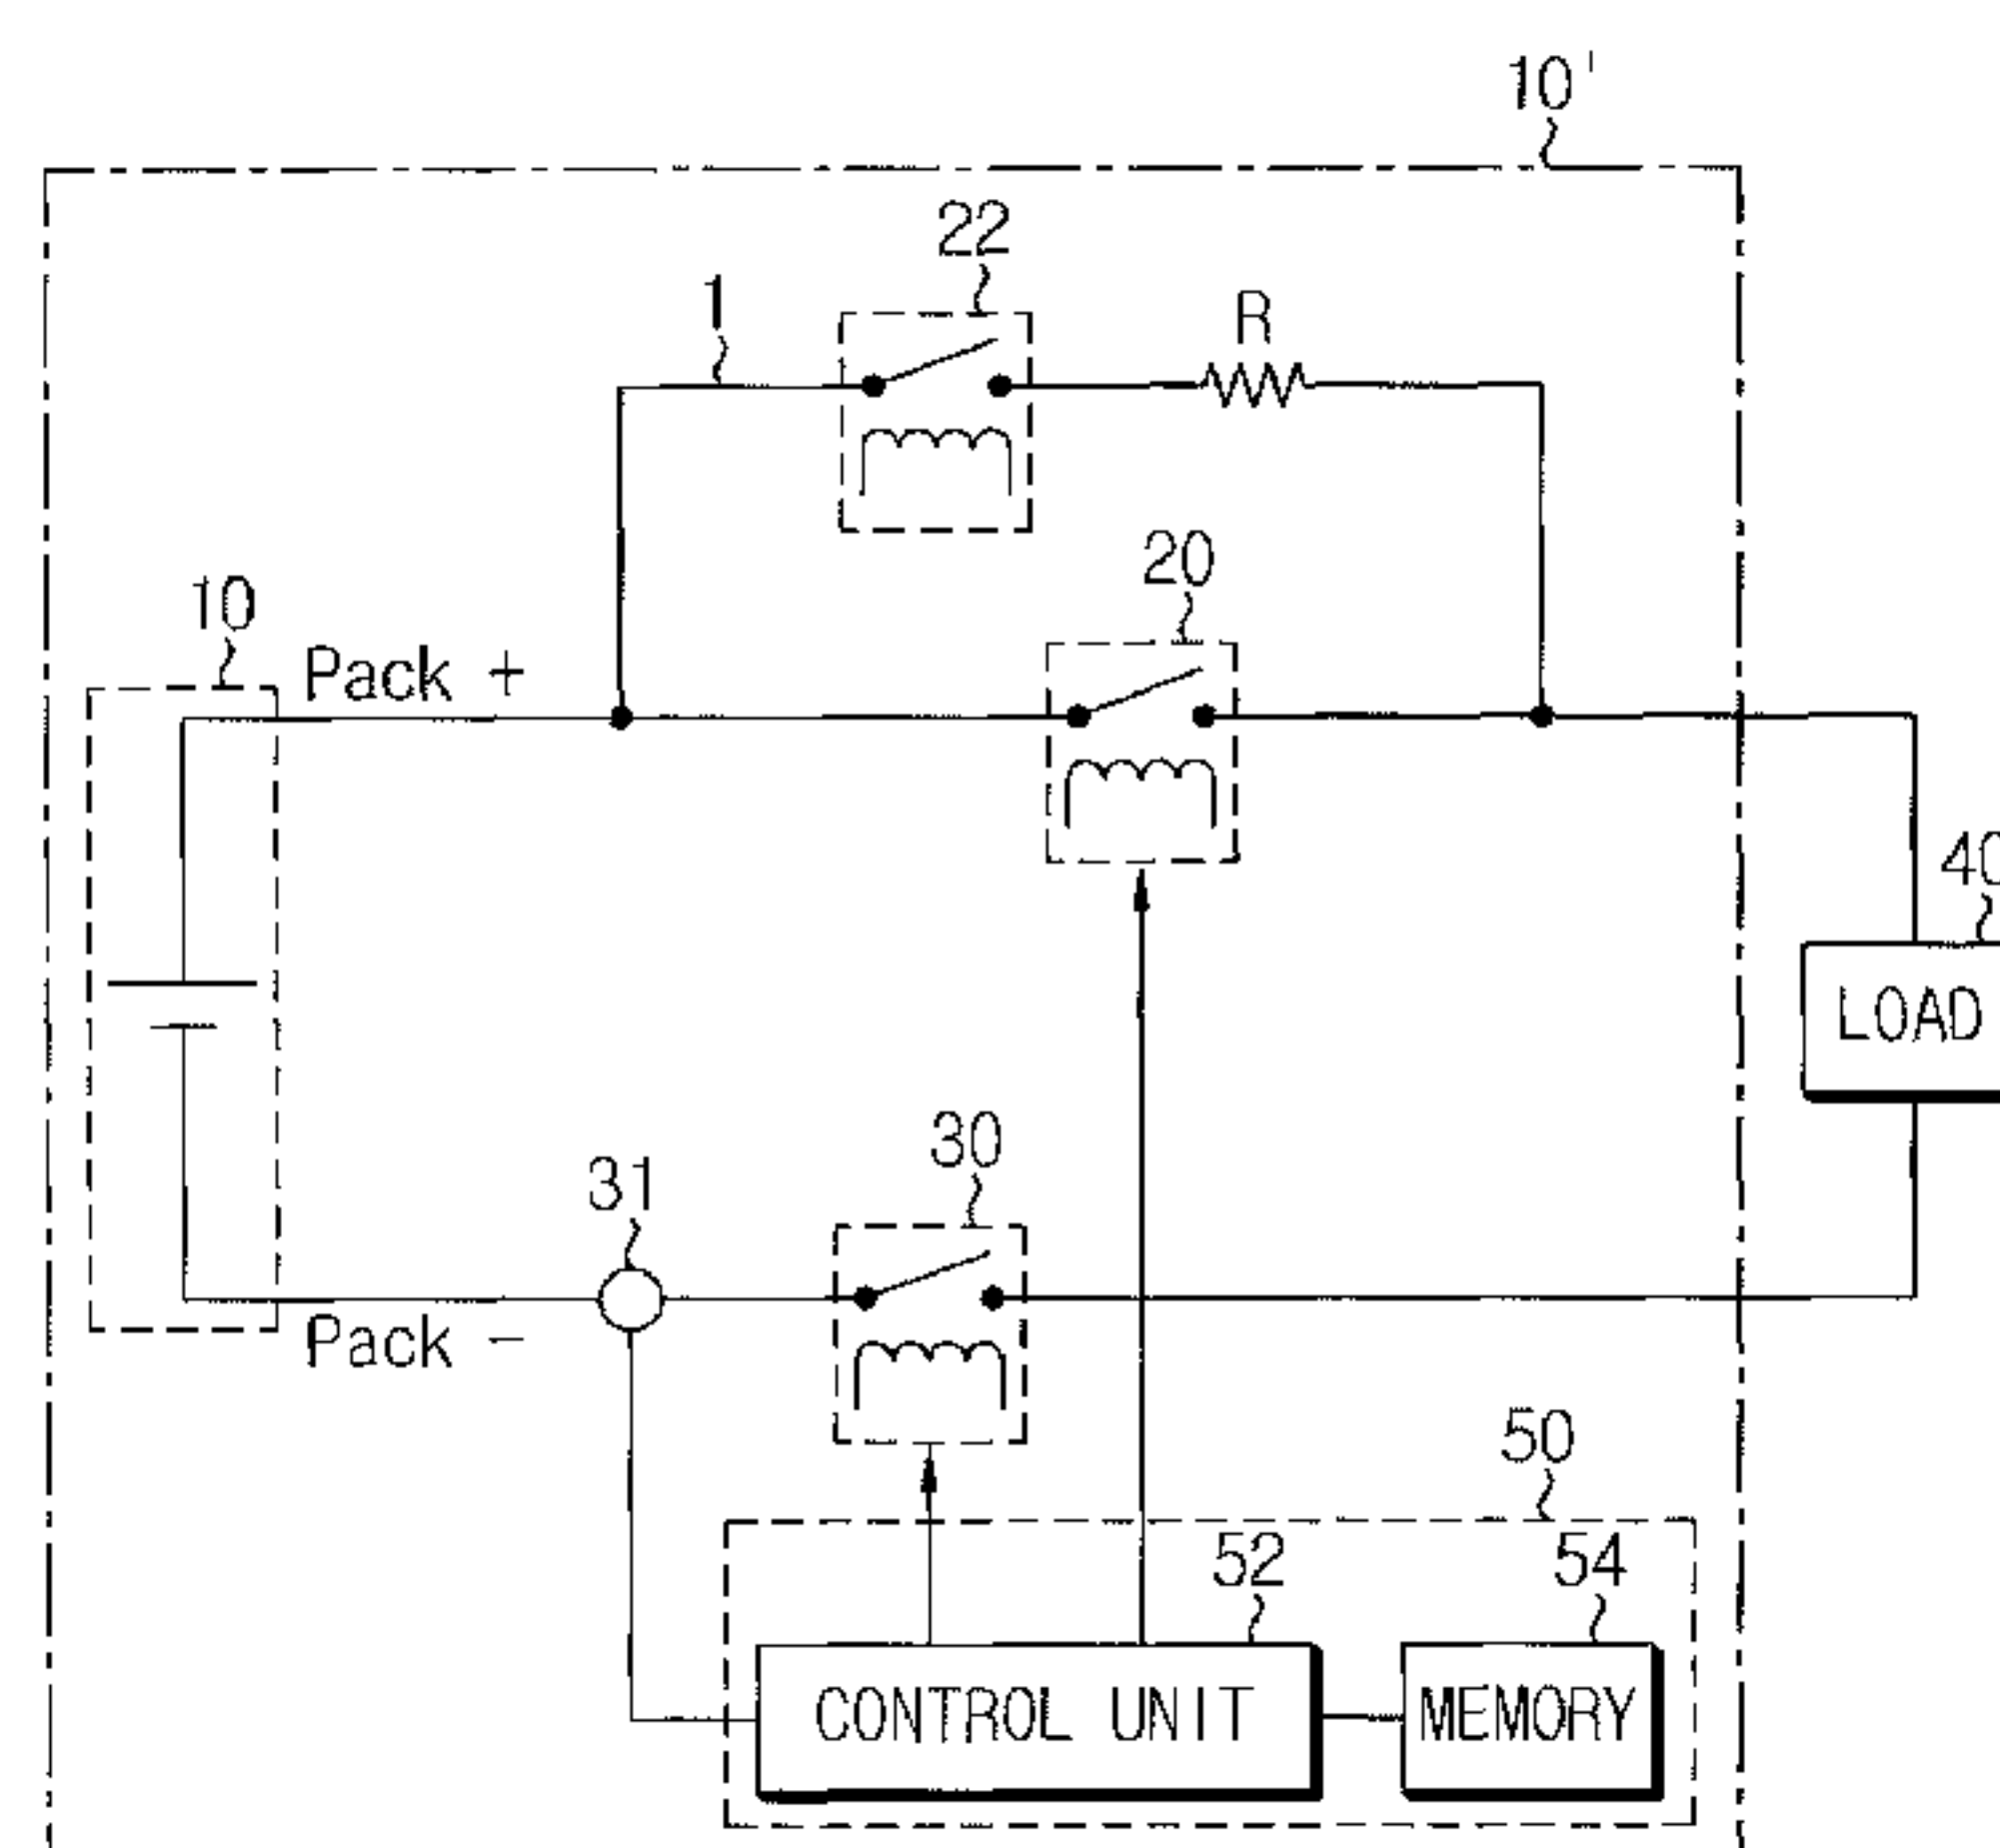 10'
22
1
R
20
10
Pack +
40
LOAD
30
31
Pack −
50
52
54
CONTROL UNIT
MEMORY